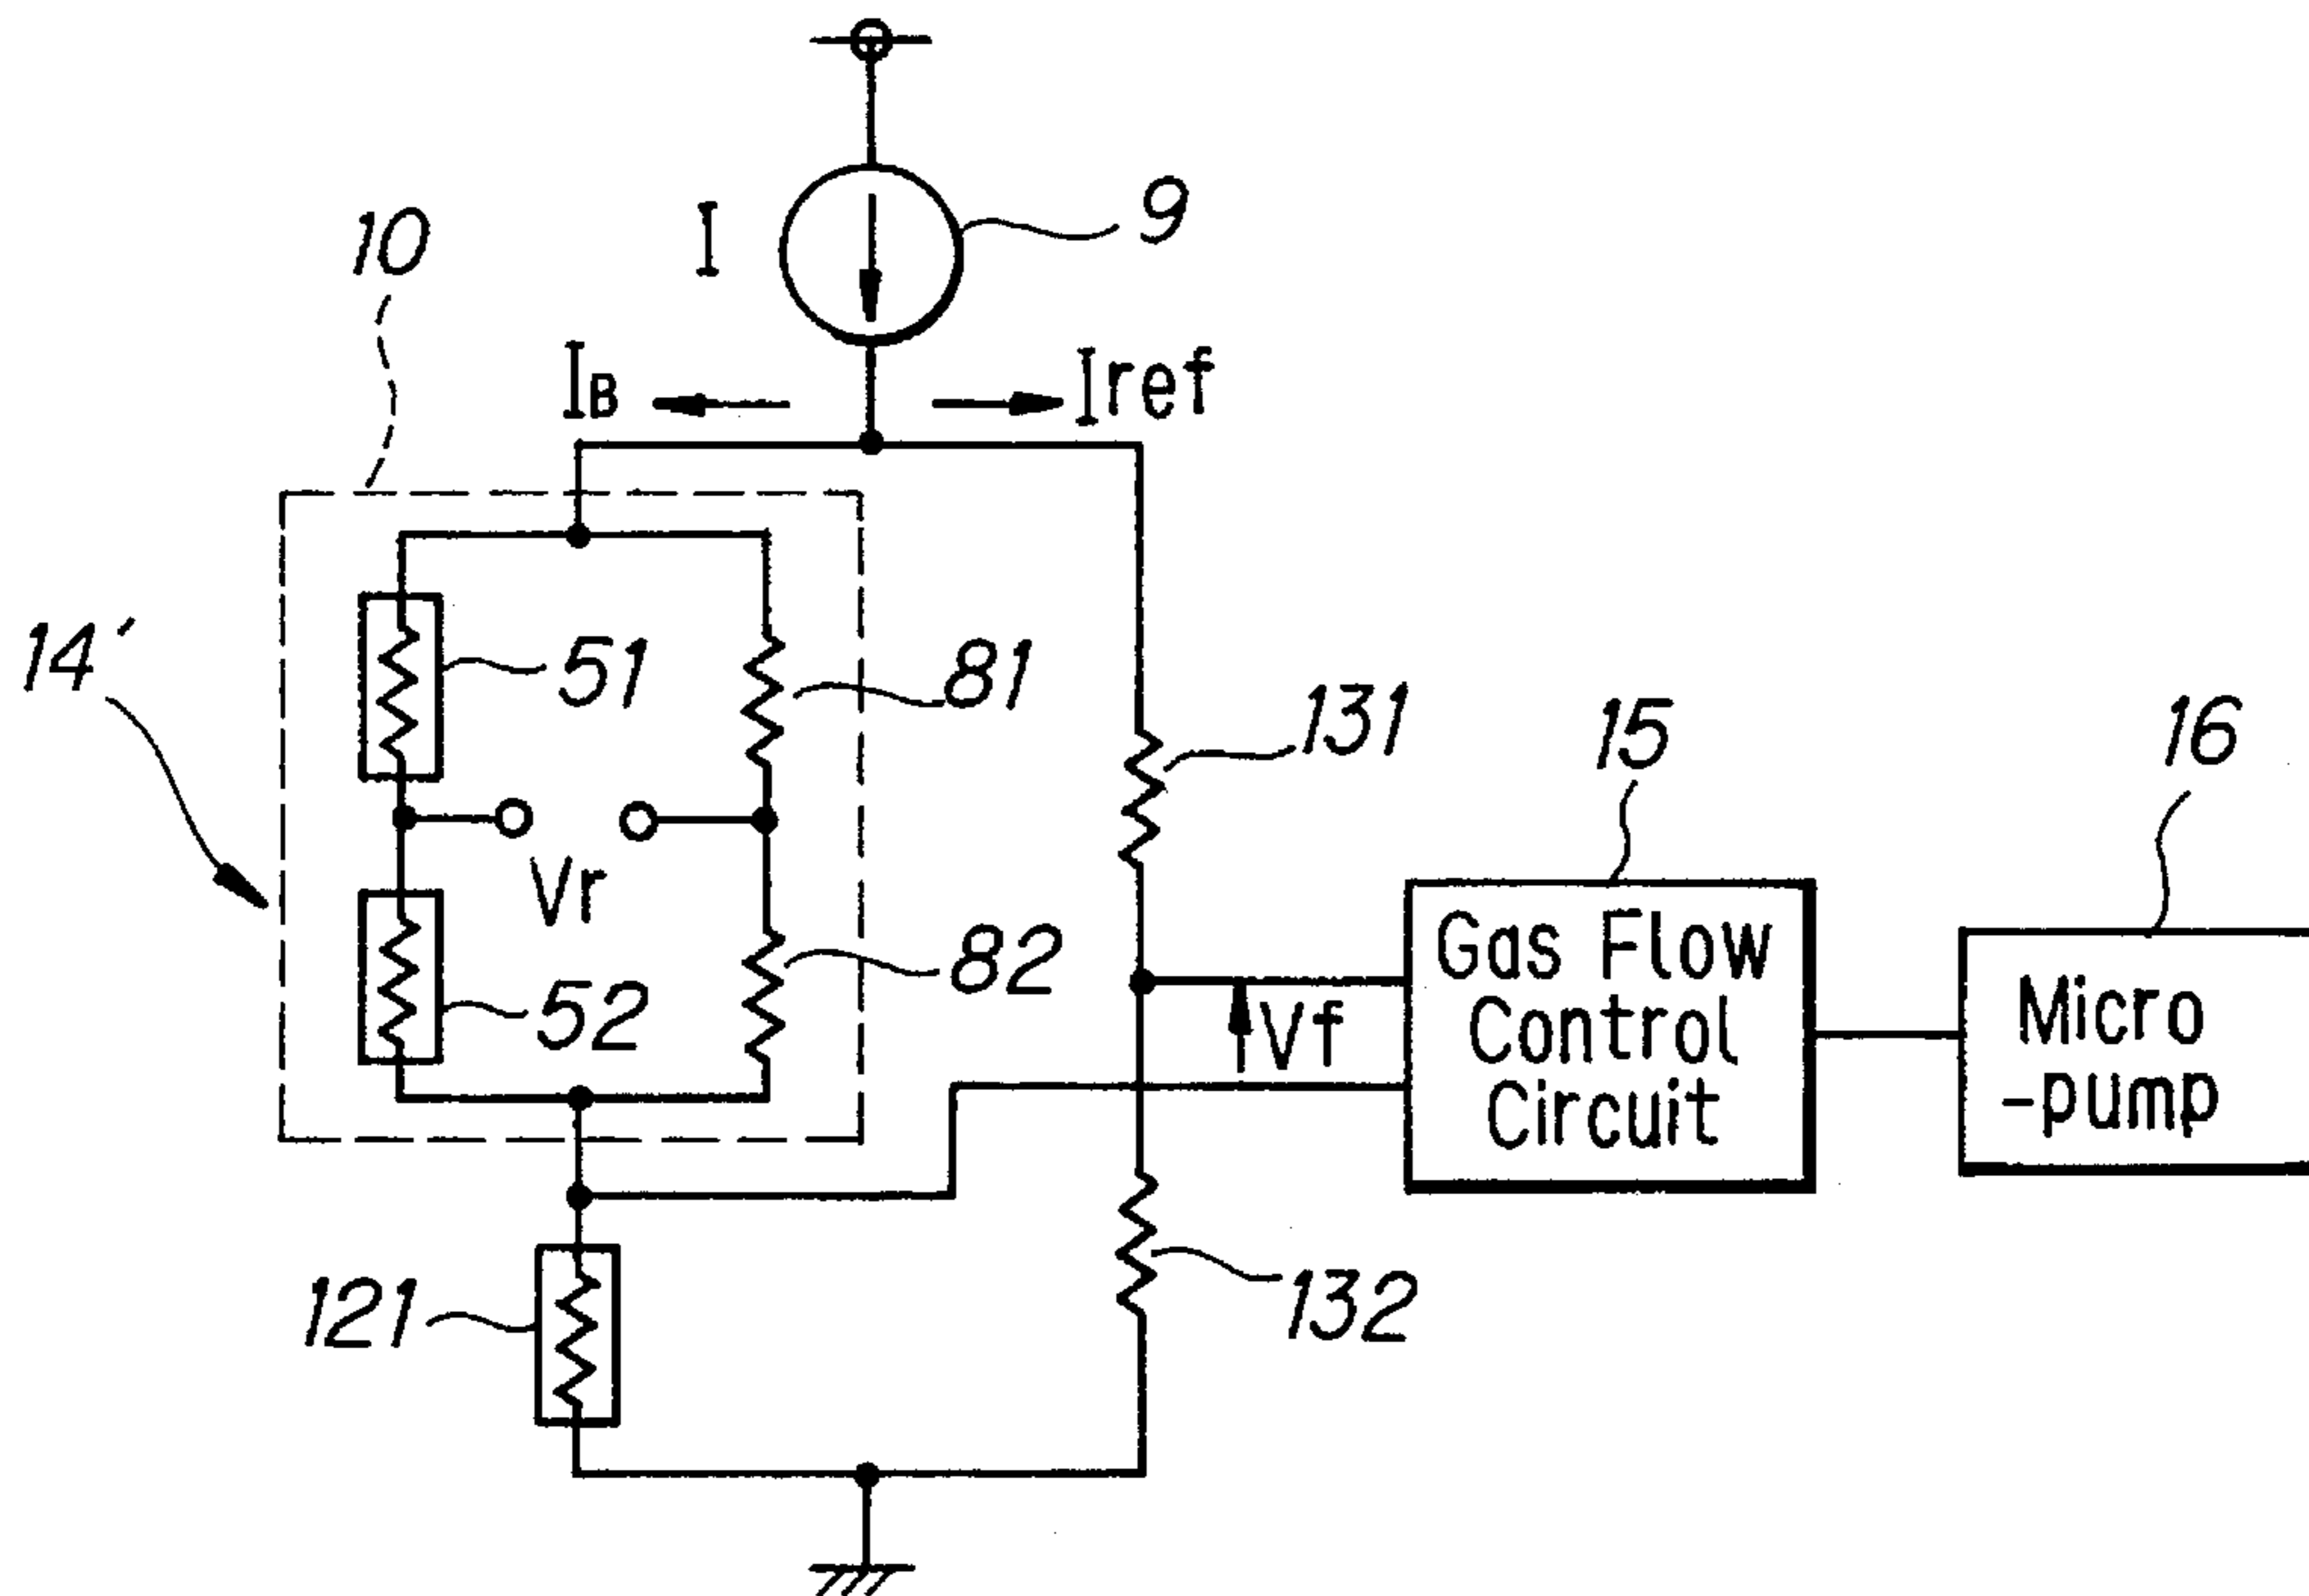 9
10
I
IB
Iref
14'
51
81
131
15
16
Vr
Gas Flow
Control
Circuit
Vf
82
52
Micro
-pump
121
132